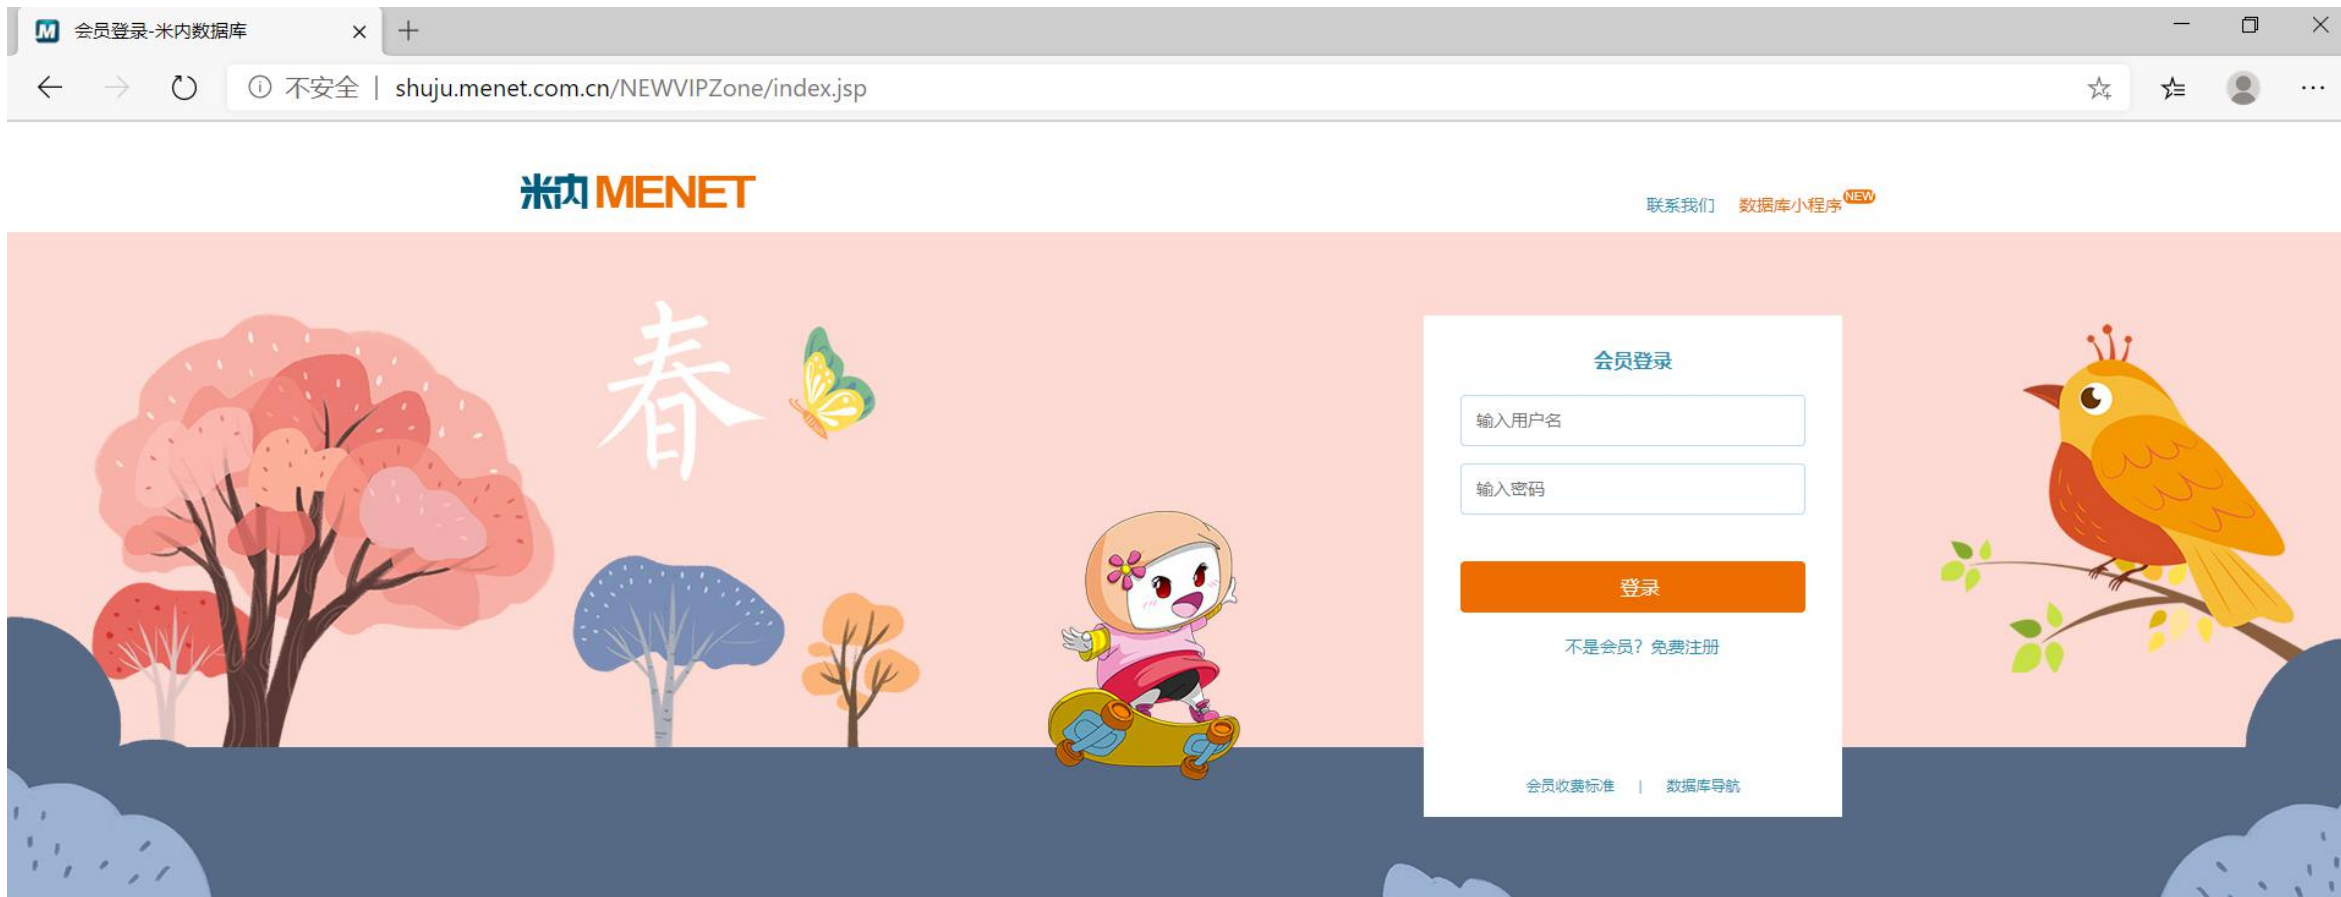 会员登录-米内数据库
不安全 | shuju.menet.com.cn/NEWVIPZone/index.jsp
米内 MENET
联系我们 数据库小程序 NEW
春
会员登录
输入用户名
输入密码
登录
不是会员？免费注册
会员收费标准 | 数据库导航